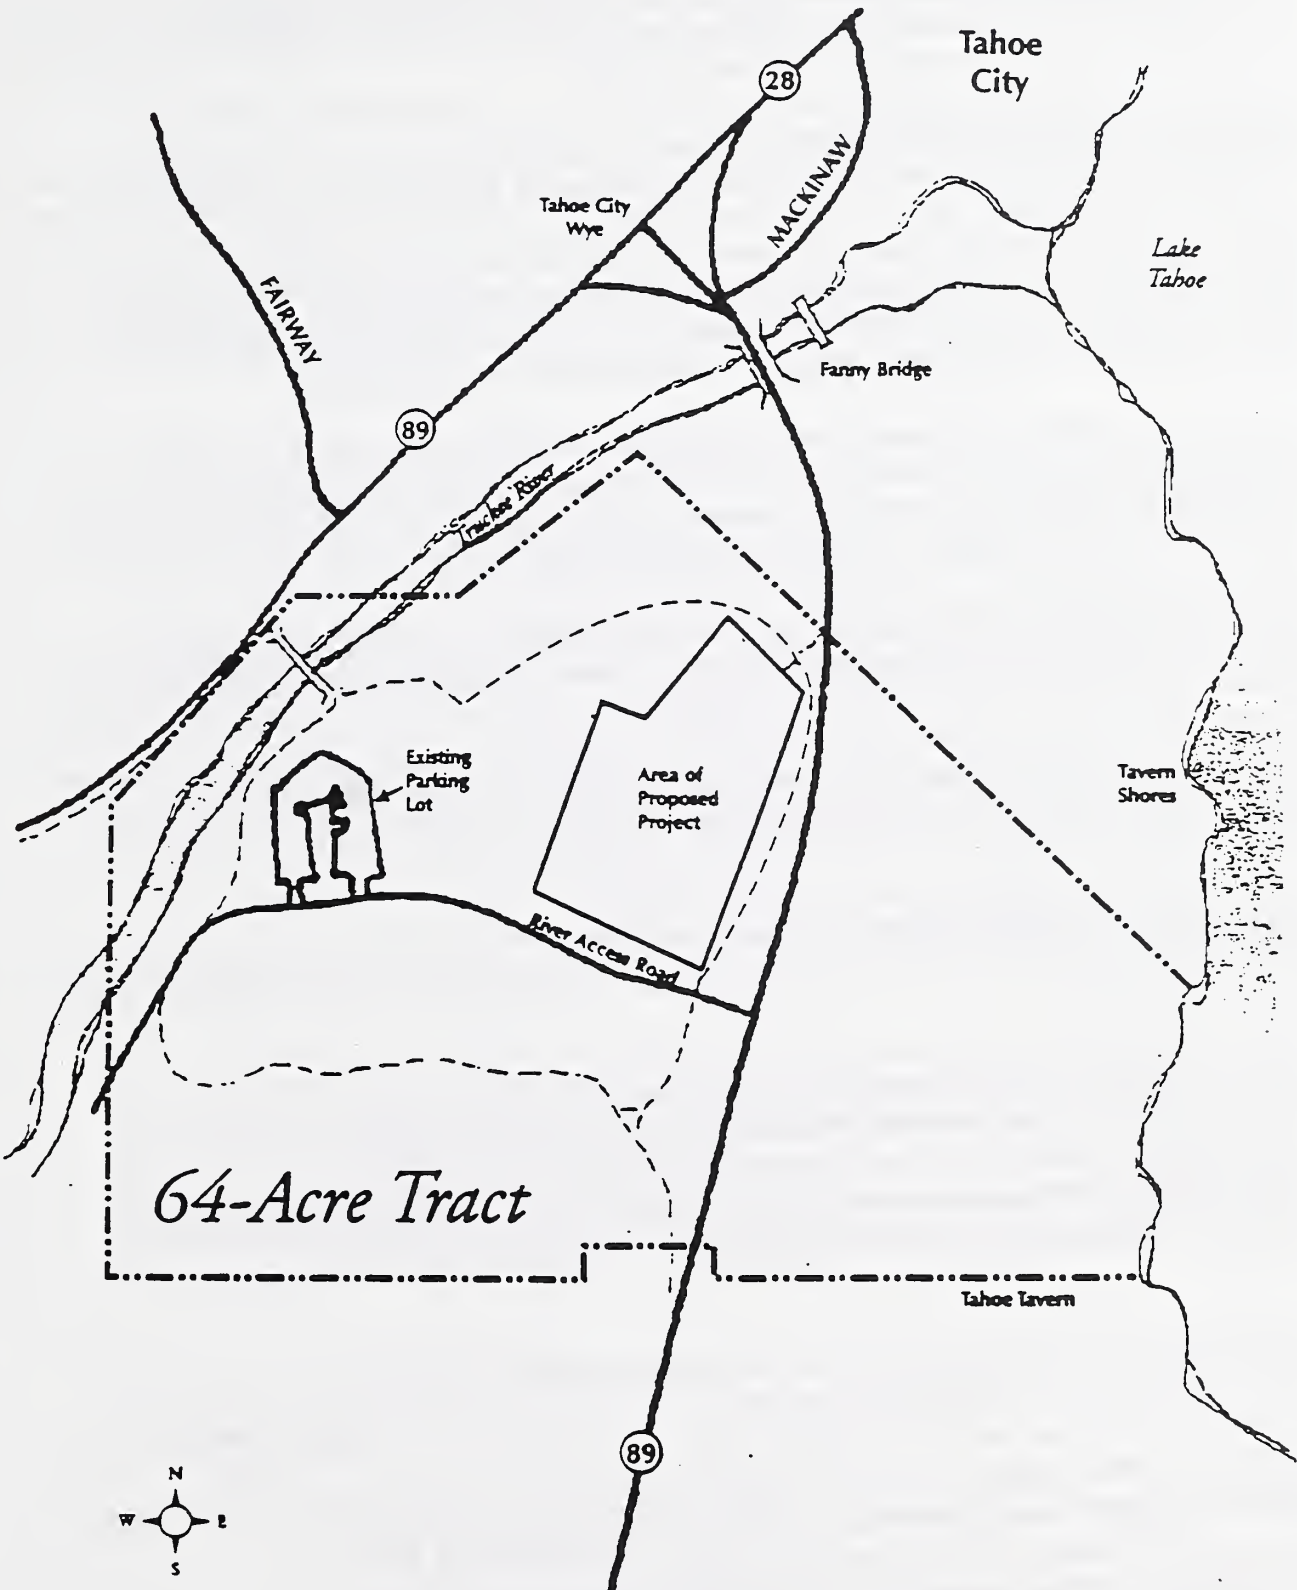 Tahoe
City
28
MACKINAW
Tahoe City
Wye
Lake
Tahoe
FAIRWAY
Fanny Bridge
89
Truckee River
Existing
Parking
Lot
Area of
Proposed
Project
Tavern
Shores
River Access Road
64-Acre Tract
Tahoe Tavern
89
N
W
E
S